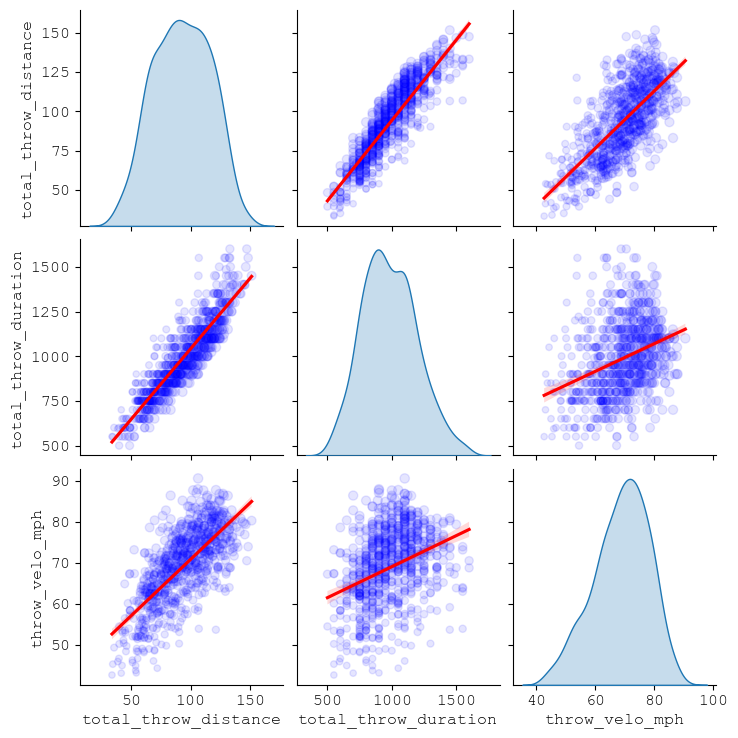 total_throw_distance
150
125
100
75
50
total_throw_duration
1500
1250
1000
750
500
throw_velo_mph
90
80
70
60
50
50 100 150
500 1000 1500
40 60 80 100
total_throw_distance total_throw_duration throw_velo_mph